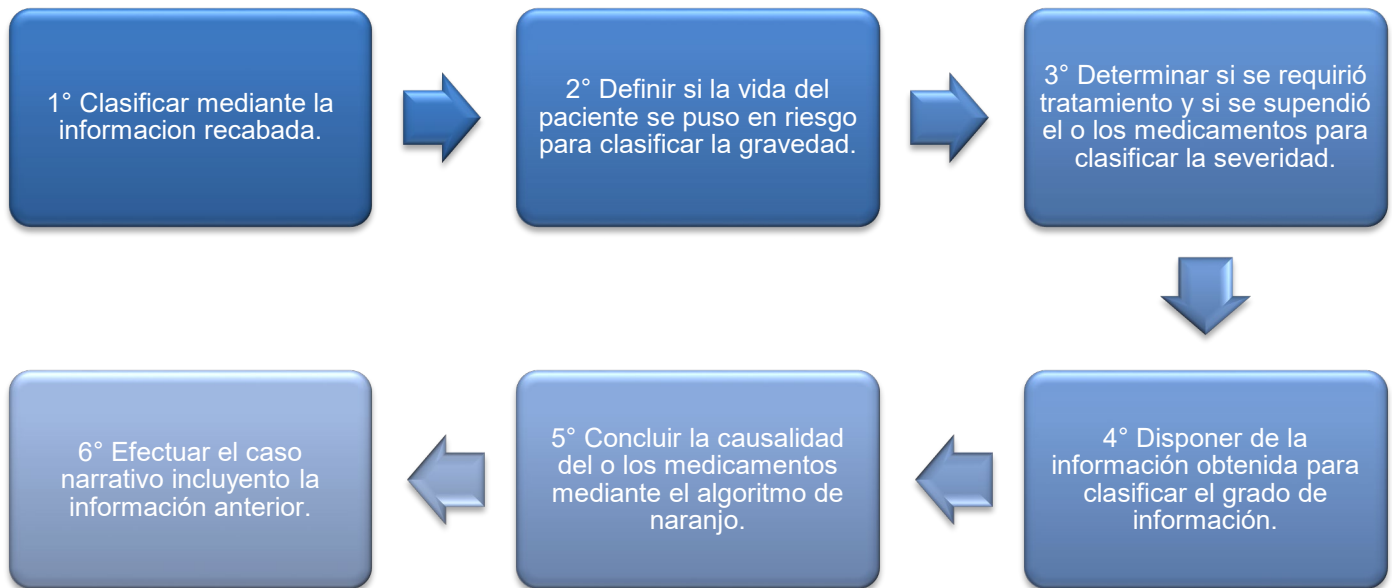 1° Clasificar mediante la
informacion recabada.
2° Definir si la vida del
paciente se puso en riesgo
para clasificar la gravedad.
3° Determinar si se requirió
tratamiento y si se supendió
el o los medicamentos para
clasificar la severidad.
4° Disponer de la
información obtenida para
clasificar el grado de
información.
5° Concluir la causalidad
del o los medicamentos
mediante el algoritmo de
naranjo.
6° Efectuar el caso
narrativo incluyento la
información anterior.